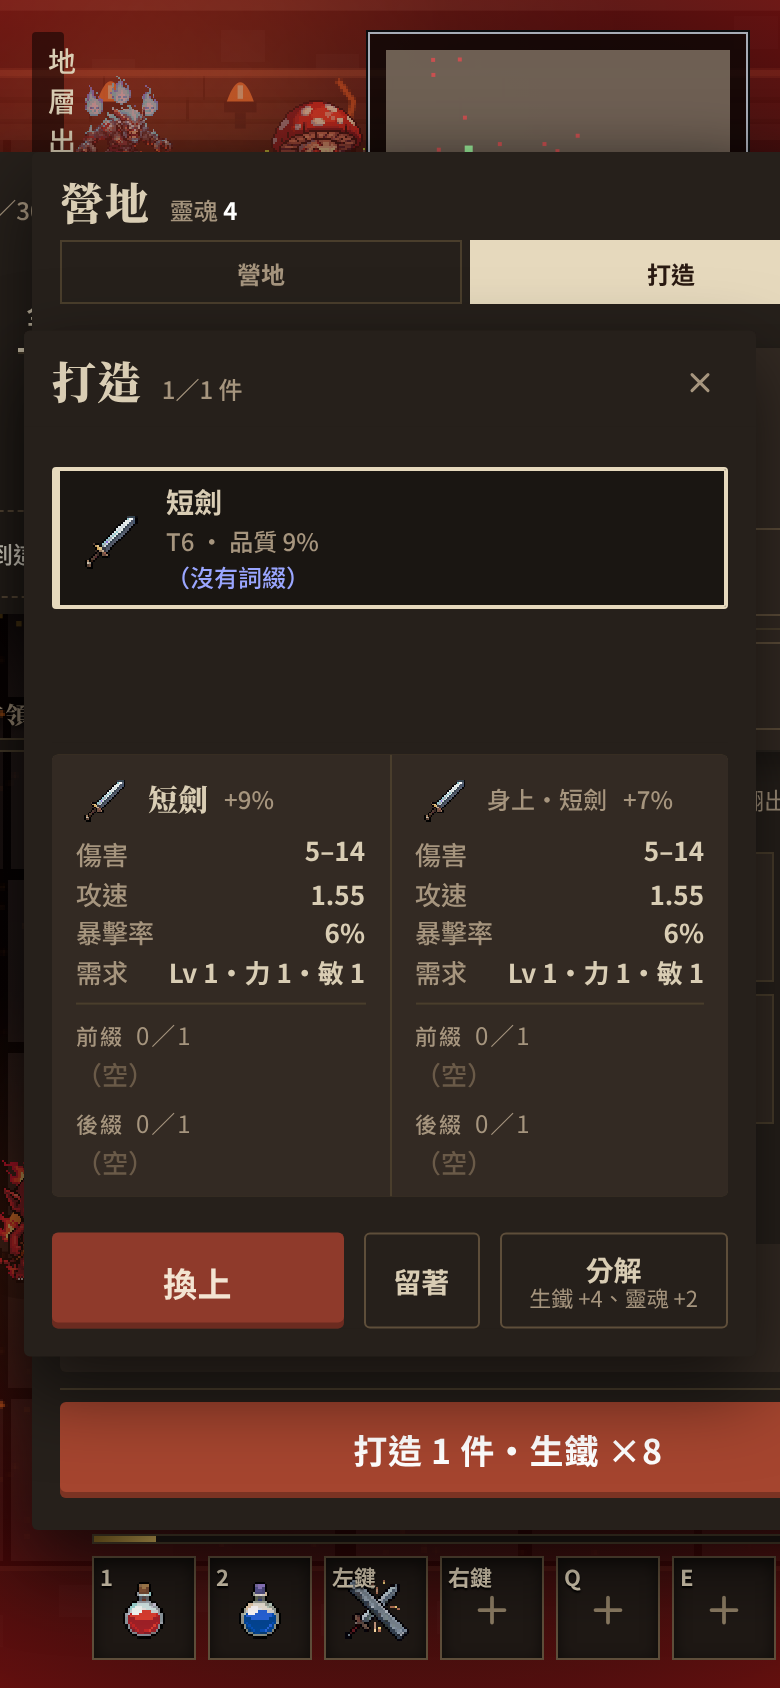 地
層
出
營地 靈魂 4
／3
營地
打造
打造 1／1 件
×
短劍
T6 · 品質 9%
（沒有詞綴）
短劍 +9%
傷害 5–14
攻速 1.55
暴擊率 6%
需求 Lv 1・力 1・敏 1
前綴 0／1
（空）
後綴 0／1
（空）
身上・短劍 +7%
傷害 5–14
攻速 1.55
暴擊率 6%
需求 Lv 1・力 1・敏 1
前綴 0／1
（空）
後綴 0／1
（空）
換上
留著
分解
生鐵 +4、靈魂 +2
打造 1 件・生鐵 ×8
1
2
左鍵
右鍵
Q
E